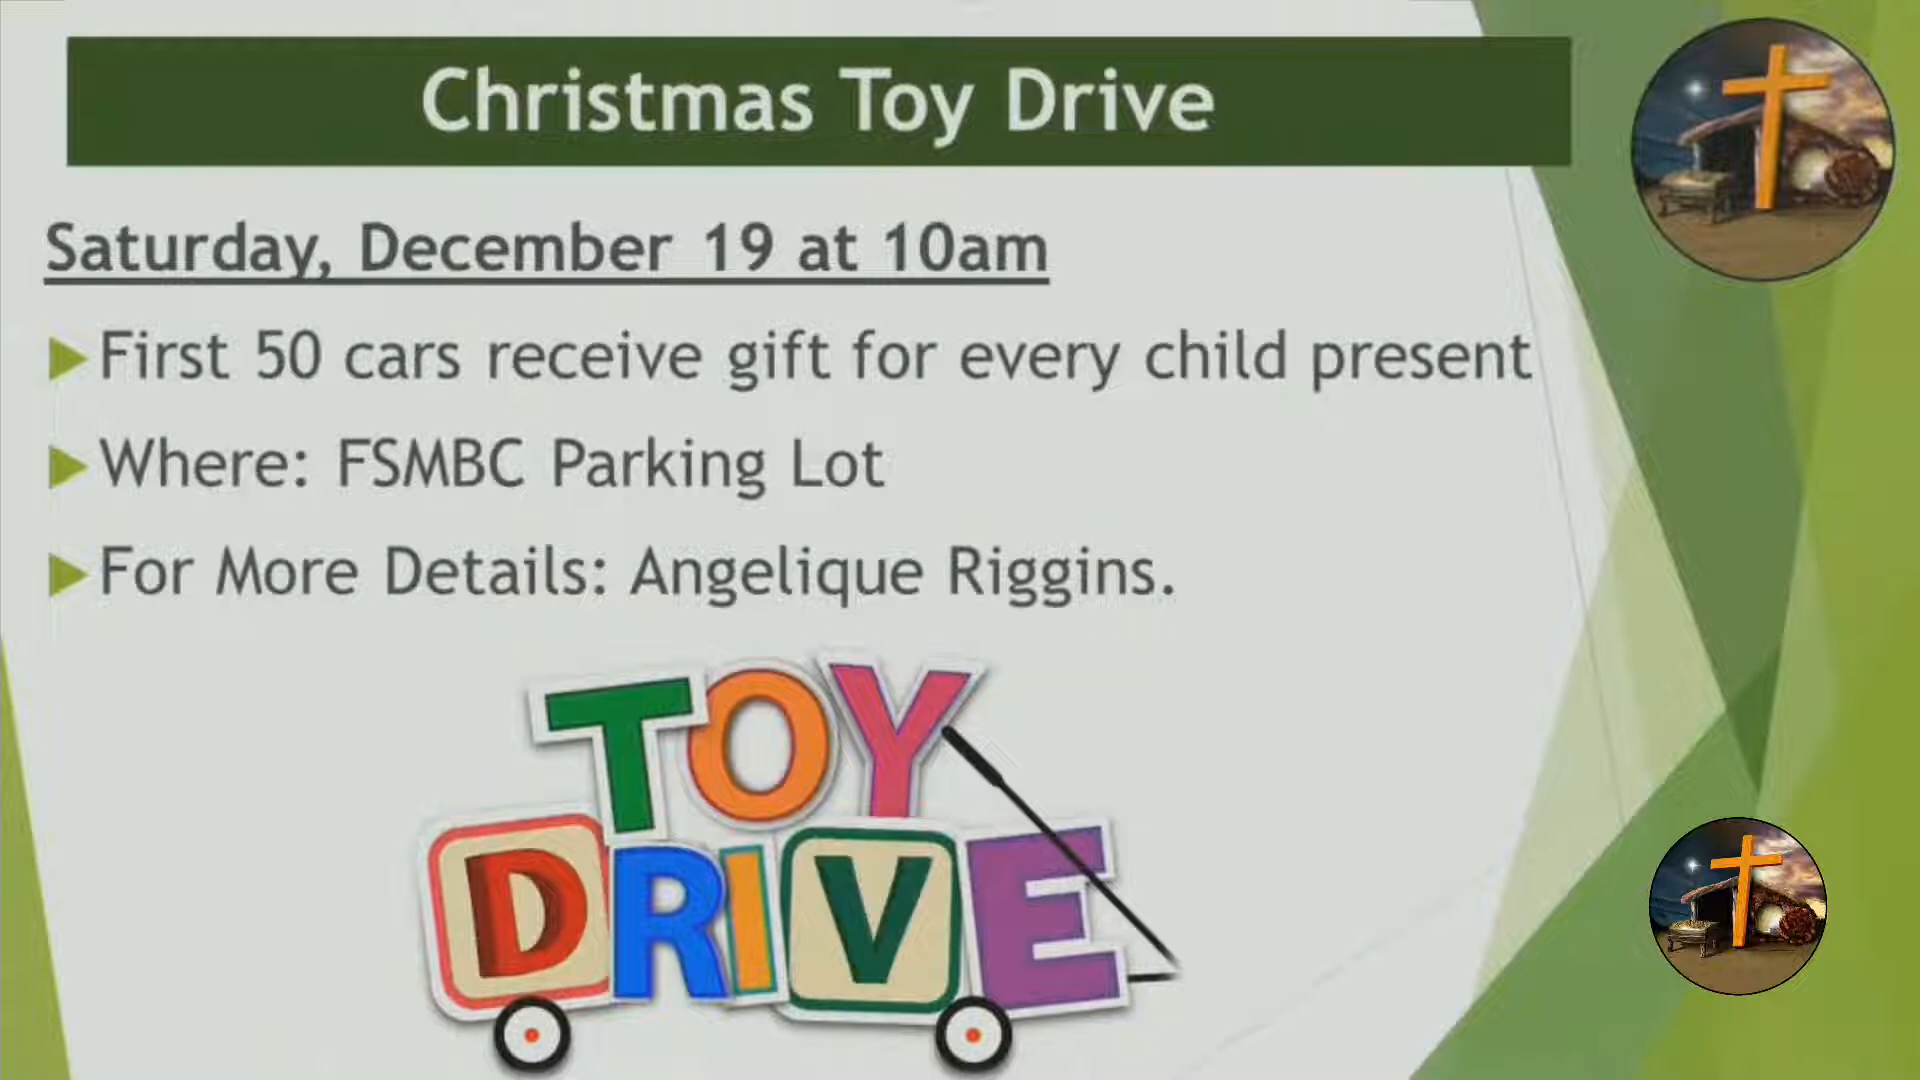 Christmas Toy Drive
Saturday, December 19 at 10am
First 50 cars receive gift for every child present
Where: FSMBC Parking Lot
For More Details: Angelique Riggins.
TOY
DRIVE